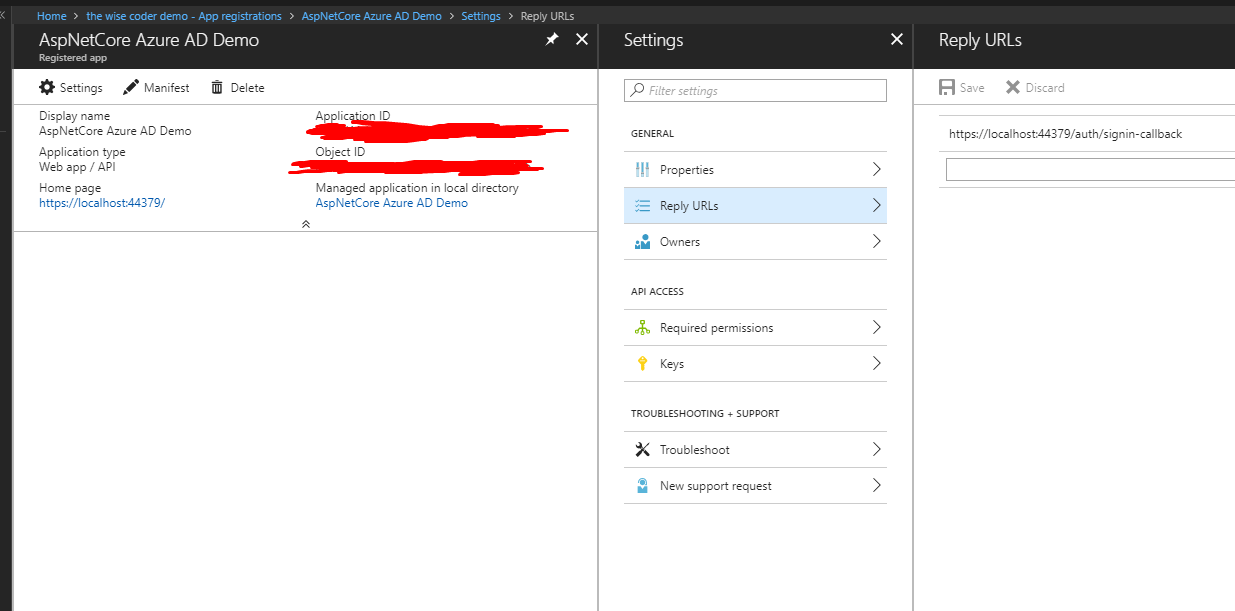 Home > the wise coder demo - App registrations > AspNetCore Azure AD Demo > Settings > Reply URLs
AspNetCore Azure AD Demo
Registered app
Settings Manifest Delete
Display name
AspNetCore Azure AD Demo
Application ID
Application type
Web app / API
Object ID
Home page
https://localhost:44379/
Managed application in local directory
AspNetCore Azure AD Demo
Settings
Filter settings
GENERAL
Properties
Reply URLs
Owners
API ACCESS
Required permissions
Keys
TROUBLESHOOTING + SUPPORT
Troubleshoot
New support request
Reply URLs
Save Discard
https://localhost:44379/auth/signin-callback